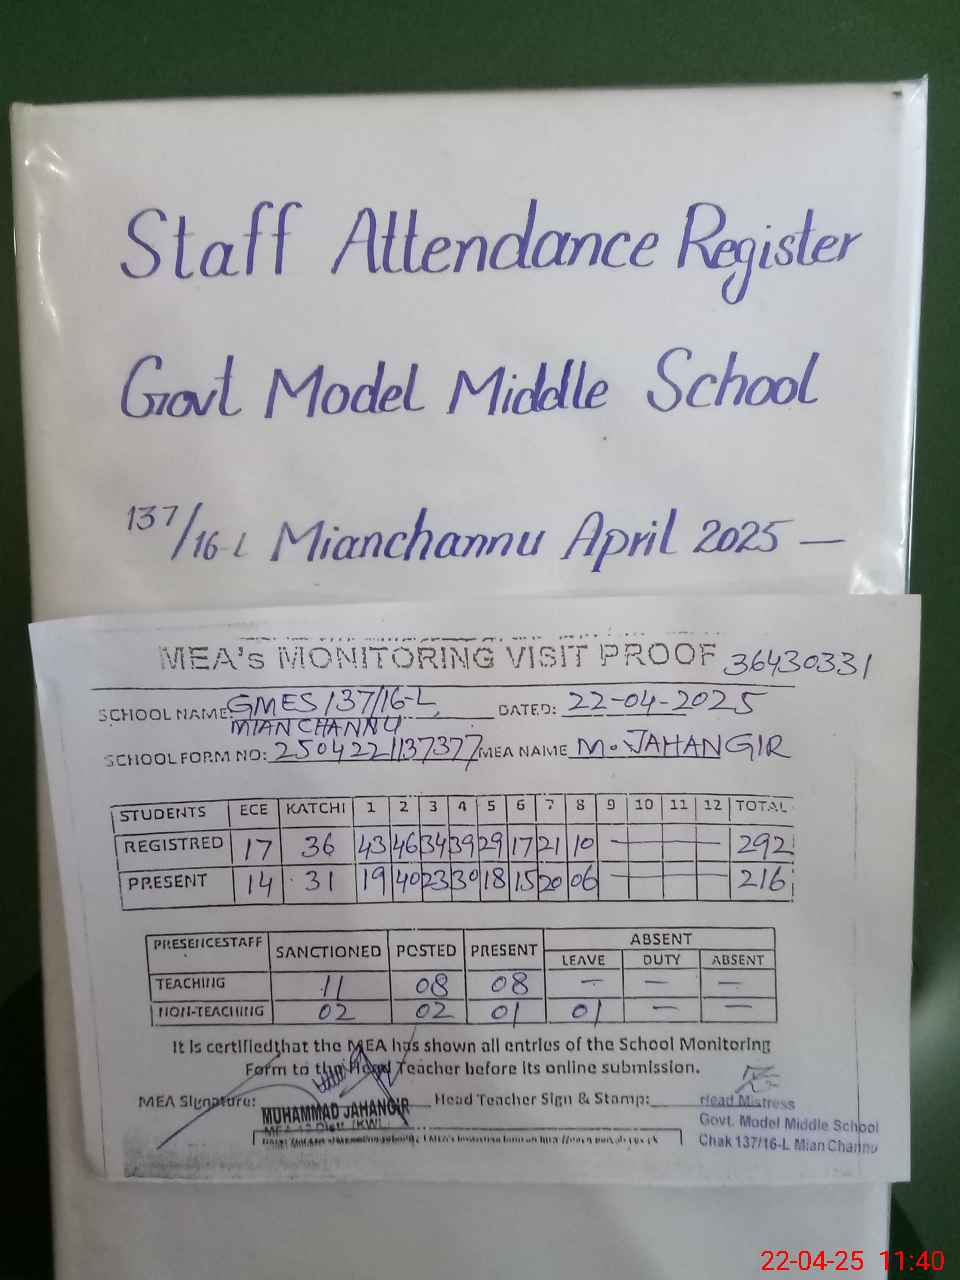 Staff Attendance Register
Govt Model Middle School
137/16-L Mianchannu April 2025 —
MEA's MONITORING VISIT PROOF 36430331
SCHOOL NAME: GMES 137/16-L, MIANCHANNU DATED: 22-04-2025
SCHOOL FORM NO: 2504221137377 MEA NAME M. JAHANGIR
STUDENTS ECE KATCHI 1 2 3 4 5 6 7 8 9 10 11 12 TOTAL
REGISTRED 17 36 43 46 34 39 29 17 21 10 — — — — 292
PRESENT 14 31 19 40 23 30 18 15 20 06 — — — — 216
PRESENCESTAFF SANCTIONED POSTED PRESENT ABSENT
LEAVE DUTY ABSENT
TEACHING 11 08 08 — — —
NON-TEACHING 02 02 01 01 — —
It is certifiedthat the MEA has shown all entries of the School Monitoring
Form to the Head Teacher before its online submission.
MEA Signature: Head Teacher Sign & Stamp:
MUHAMMAD JAHANGIR
Head Mistress
Govt. Model Middle School
Chak 137/16-L Mian Channu
22-04-25 11:40